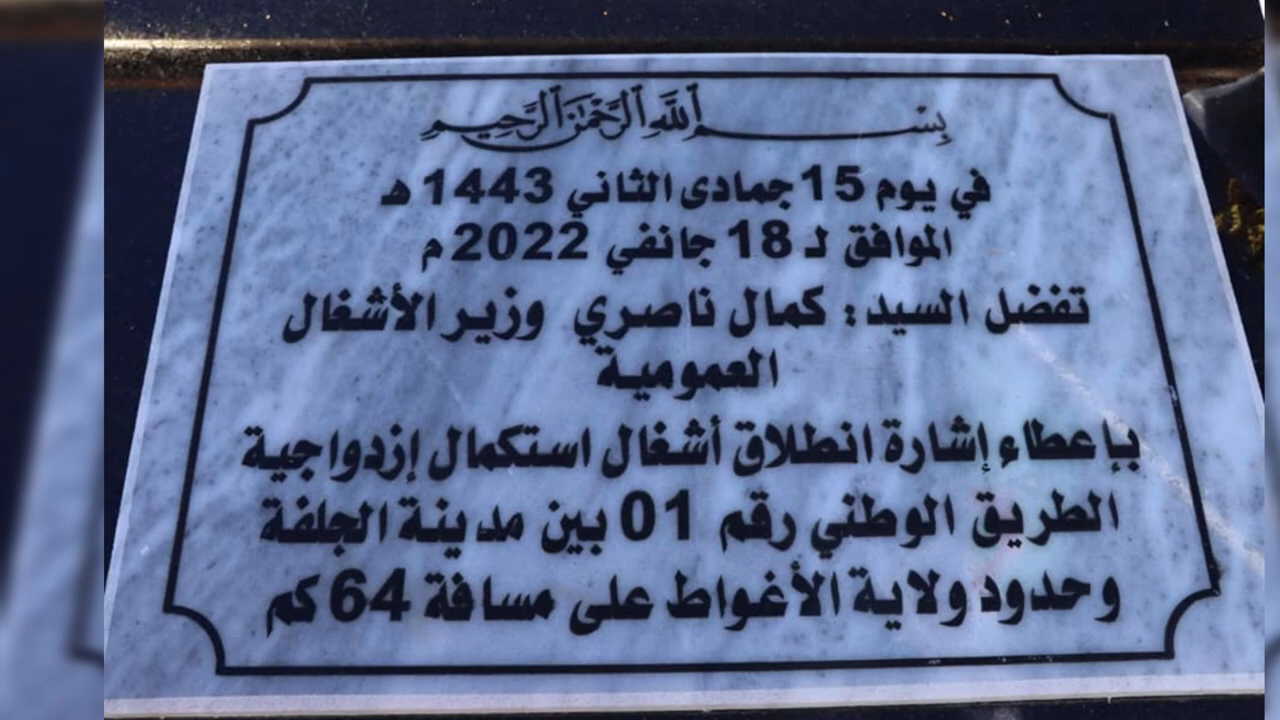 بسم الله الرحمن الرحيم
في يوم 15 جمادى الثاني 1443 هـ
الموافق لـ 18 جانفي 2022 م
تفضل السيد : كمال ناصري وزير الأشغال
العمومية
بإعطاء إشارة انطلاق أشغال استكمال إزدواجية
الطريق الوطني رقم 01 بين مدينة الجلفة
وحدود ولاية الأغواط على مسافة 64 كم